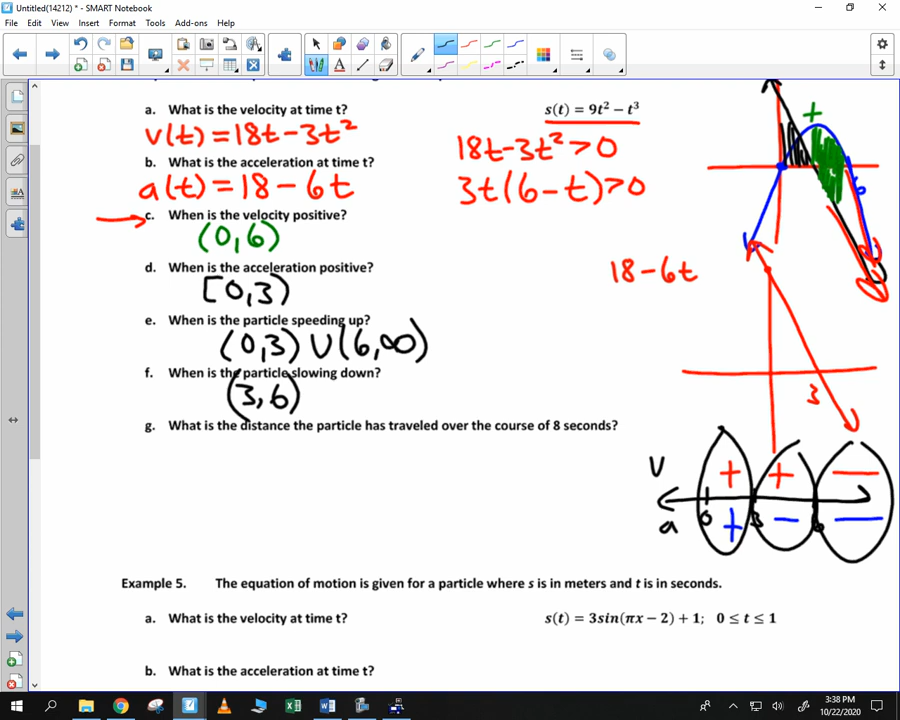 Untitled(14212) * - SMART Notebook
File Edit View Insert Format Tools Add-ons Help
a. What is the velocity at time t? s(t) = 9t² − t³
v(t) = 18t − 3t²
18t − 3t² > 0
b. What is the acceleration at time t?
a(t) = 18 − 6t
3t(6 − t) > 0
c. When is the velocity positive?
(0,6)
d. When is the acceleration positive?
[0,3)
18 − 6t
e. When is the particle speeding up?
(0,3) ∪ (6,∞)
f. When is the particle slowing down?
(3,6)
g. What is the distance the particle has traveled over the course of 8 seconds?
+
6
3
v + + −
0 3 6
a + − −
Example 5. The equation of motion is given for a particle where s is in meters and t is in seconds.
a. What is the velocity at time t? s(t) = 3sin(πx − 2) + 1; 0 ≤ t ≤ 1
b. What is the acceleration at time t?
3:38 PM
10/22/2020